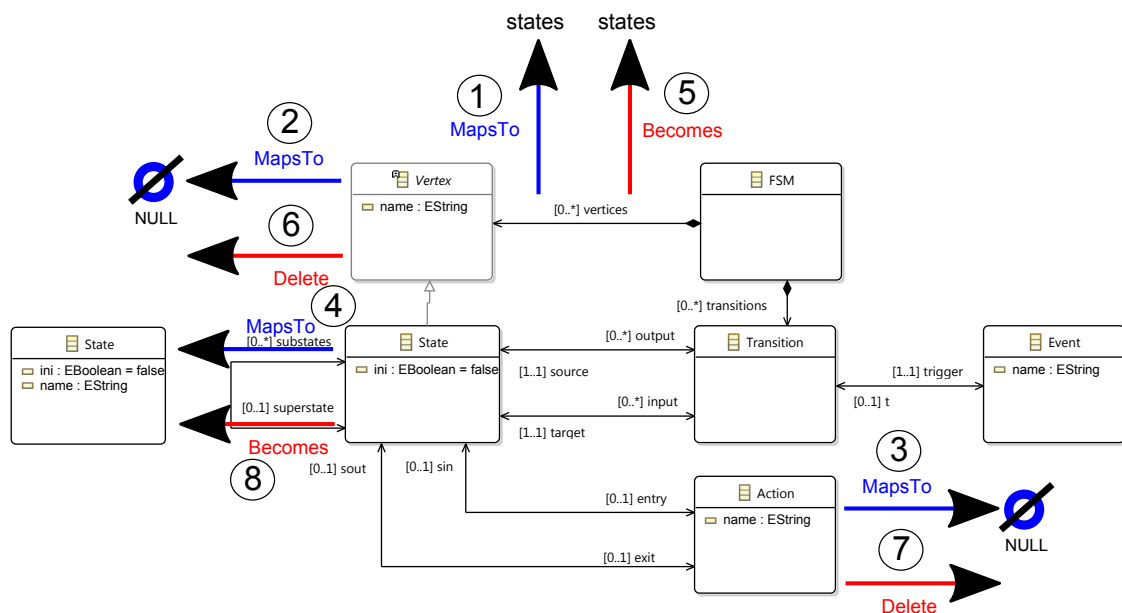 states
states
1
MapsTo
5
Becomes
2
MapsTo
NULL
6
Delete
Vertex
name : EString
FSM
[0..*] vertices
[0..*] transitions
4
MapsTo
[0..*] substates
State
ini : EBoolean = false
name : EString
[0..1] superstate
Becomes
8
State
ini : EBoolean = false
[0..*] output
[1..1] source
[0..*] input
[1..1] target
Transition
[1..1] trigger
[0..1] t
Event
name : EString
[0..1] sout
[0..1] sin
[0..1] entry
[0..1] exit
Action
name : EString
3
MapsTo
NULL
7
Delete